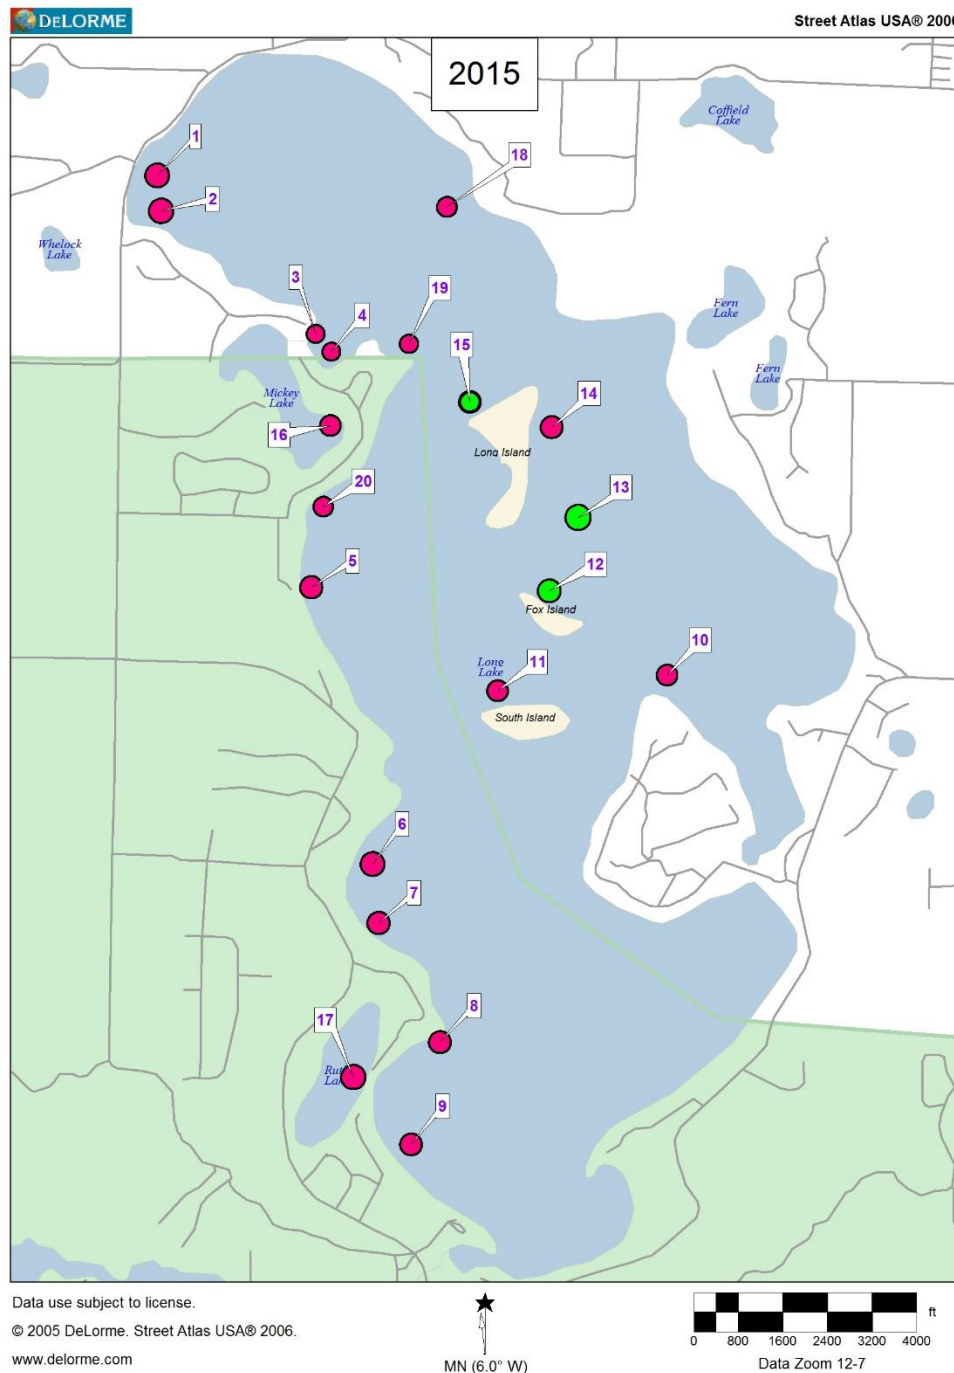 DELORME
Street Atlas USA® 2006
2015
Coffield
Lake
1
18
2
Whelock
Lake
3
19
4
Fern
Lake
15
Fern
Lake
Mickey
Lake
14
16
Long Island
20
13
5
12
Fox Island
10
Long
Lake
11
South Island
6
7
8
17
Lake
9
Data use subject to license.
© 2005 DeLorme. Street Atlas USA® 2006.
www.delorme.com
MN (6.0° W)
ft
0 800 1600 2400 3200 4000
Data Zoom 12-7